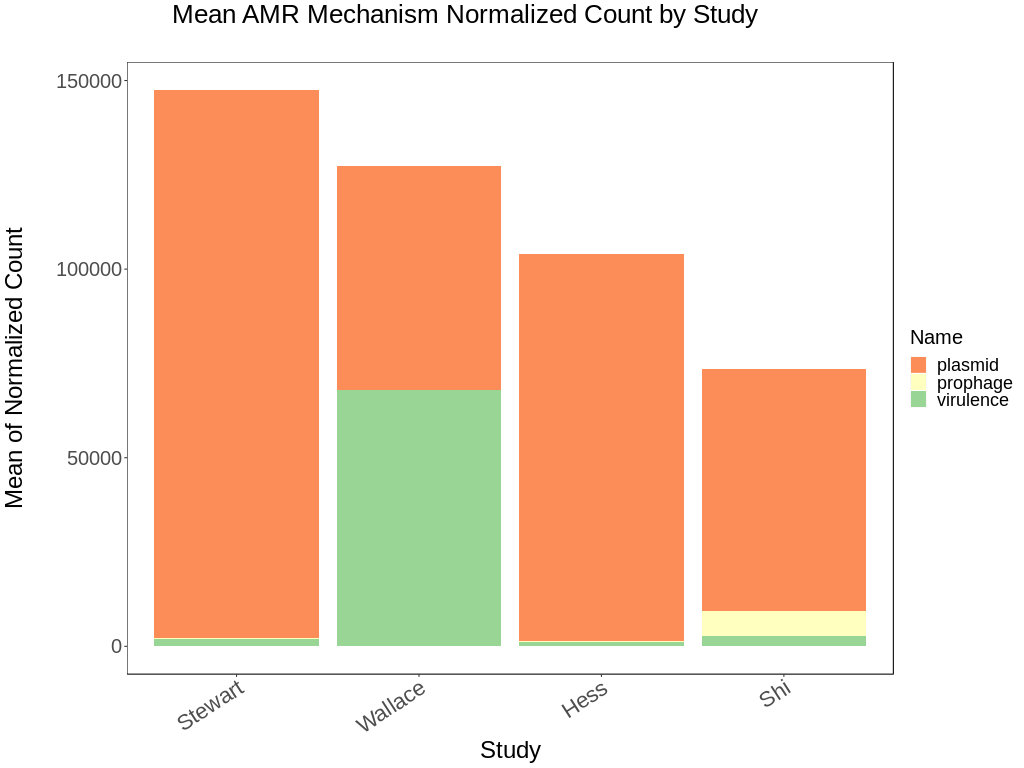 Mean AMR Mechanism Normalized Count by Study
Mean of Normalized Count
150000
100000
50000
0
Stewart
Wallace
Hess
Shi
Study
Name
plasmid
prophage
virulence